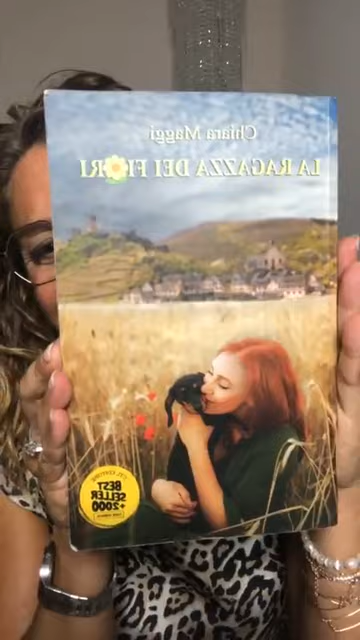 Chiara Maggi
LA RAGAZZA DEI FIORI
BEST
SELLER
+2000